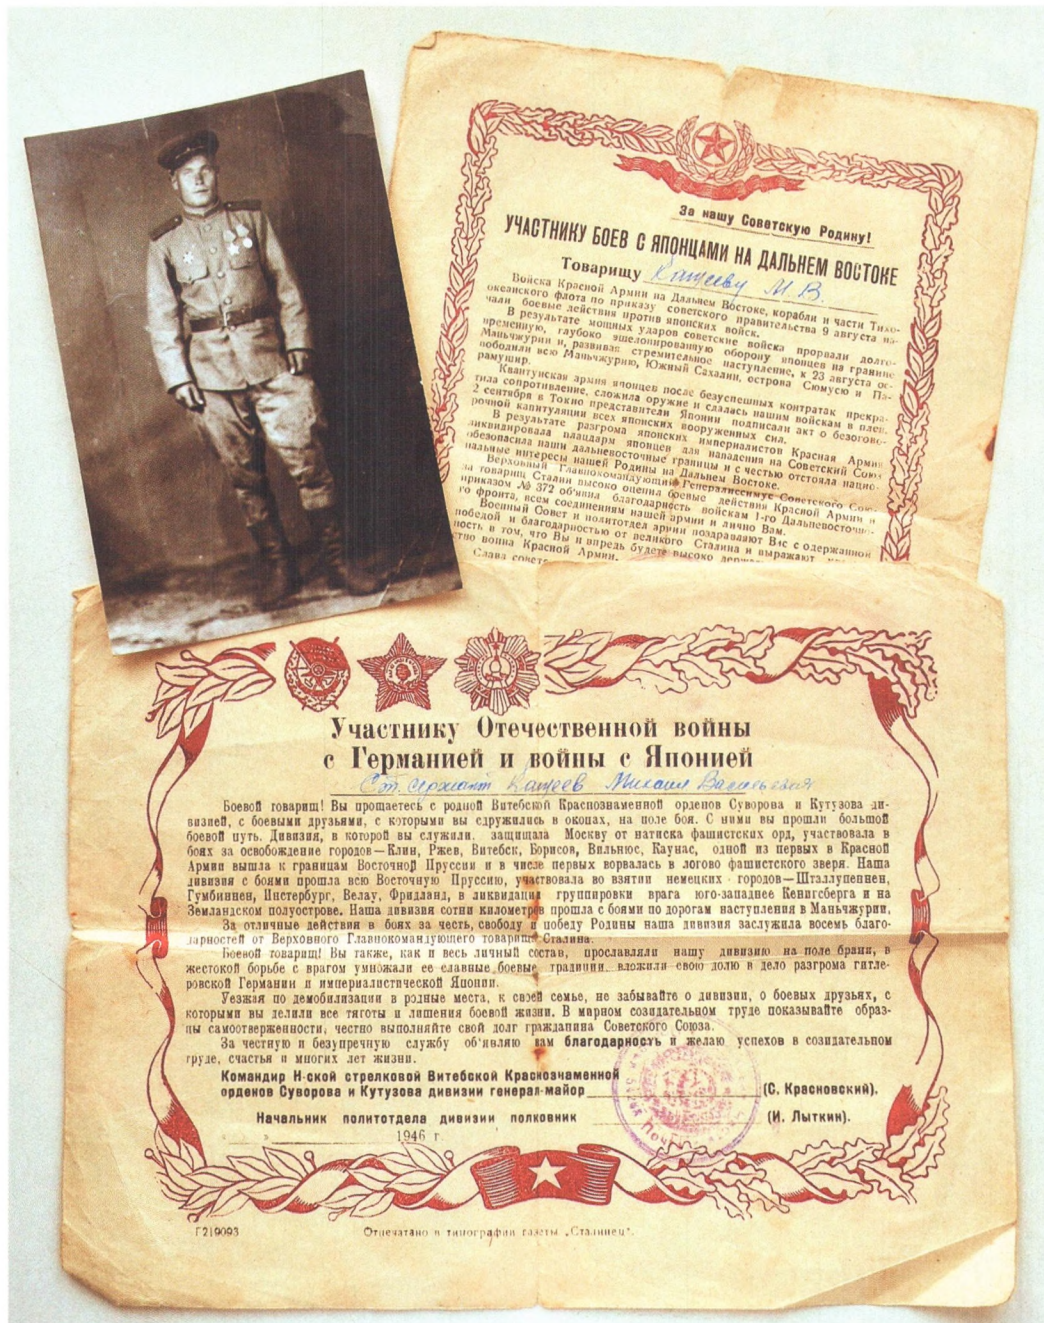 За нашу Советскую Родину!
УЧАСТНИКУ БОЕВ С ЯПОНЦАМИ НА ДАЛЬНЕМ ВОСТОКЕ
Товарищу Кащееву М. В.
Войска Красной Армии на Дальнем Востоке, корабли и части Тихо-
океанского флота по приказу советского правительства 9 августа на-
чали боевые действия против японских войск.
В результате мощных ударов советские войска прорвали долго-
временную, глубоко эшелонированную оборону японцев на границе
Маньчжурии и, развивая стремительное наступление, к 23 августа ос-
вободили всю Маньчжурию, Южный Сахалин, острова Сюмусю и Па-
рамушир.
Квантунская армия японцев после безуспешных контратак прекра-
тила сопротивление, сложила оружие и сдалась нашим войскам в плен.
2 сентября в Токио представители Японии подписали акт о безогово-
рочной капитуляции всех японских вооруженных сил.
В результате разгрома японских империалистов Красная Армия
ликвидировала плацдарм японцев для нападения на Советский Союз,
обезопасила наши дальневосточные границы и с честью отстояла нацио-
нальные интересы нашей Родины на Дальнем Востоке.
Верховный Главнокомандующий Генералиссимус Советского Сою-
за товарищ Сталин высоко оценил боевые действия Красной Армии и
приказом № 372 об'явил благодарность войскам 1-го Дальневосточно-
го фронта, всем соединениям нашей армии и лично Вам.
Военный Совет и политотдел армии поздравляют Вас с одержанной
победой и благодарностью от великого Сталина и выражают
ность в том, что Вы и впредь будете высоко
воина Красной Армии.
Слава
Участнику Отечественной войны
с Германией и войны с Японией
Ст. сержант Кащеев Михаил Васильевич
Боевой товарищ! Вы прощаетесь с родной Витебской Краснознаменной орденов Суворова и Кутузова ди-
визией, с боевыми друзьями, с которыми вы сдружились в окопах, на поле боя. С ними вы прошли большой
боевой путь. Дивизия, в которой вы служили, защищала Москву от натиска фашистских орд, участвовала в
боях за освобождение городов—Клин, Ржев, Витебск, Борисов, Вильнюс, Каунас, одной из первых в Красной
Армии вышла к границам Восточной Пруссии и в числе первых ворвалась в логово фашистского зверя. Наша
дивизия с боями прошла всю Восточную Пруссию, участвовала во взятии немецких городов—Шталлупенен,
Гумбиннен, Инстербург, Велау, Фридланд, в ликвидации группировки врага юго-западнее Кенигсберга и на
Земландском полуострове. Наша дивизия сотни километров прошла с боями по дорогам наступления в Маньчжурии.
За отличные действия в боях за честь, свободу и победу Родины наша дивизия заслужила восемь благо-
дарностей от Верховного Главнокомандующего товарища Сталина.
Боевой товарищ! Вы также, как и весь личный состав, прославляли нашу дивизию на поле брани, в
жестокой борьбе с врагом умножали ее славные боевые традиции, вложили свою долю в дело разгрома гитле-
ровской Германии и империалистической Японии.
Уезжая по демобилизации в родные места, к своей семье, не забывайте о дивизии, о боевых друзьях, с
которыми вы делили все тяготы и лишения боевой жизни. В мирном созидательном труде показывайте образ-
цы самоотверженности, честно выполняйте свой долг гражданина Советского Союза.
За честную и безупречную службу об'являю вам благодарность и желаю успехов в созидательном
труде, счастья и многих лет жизни.
Командир Н-ской стрелковой Витебской Краснознаменной
орденов Суворова и Кутузова дивизии генерал-майор (С. Красновский).
Начальник политотдела дивизии полковник (И. Лыткин).
1946 г.
Г219093 Отпечатано в типографии газеты „Сталинец".